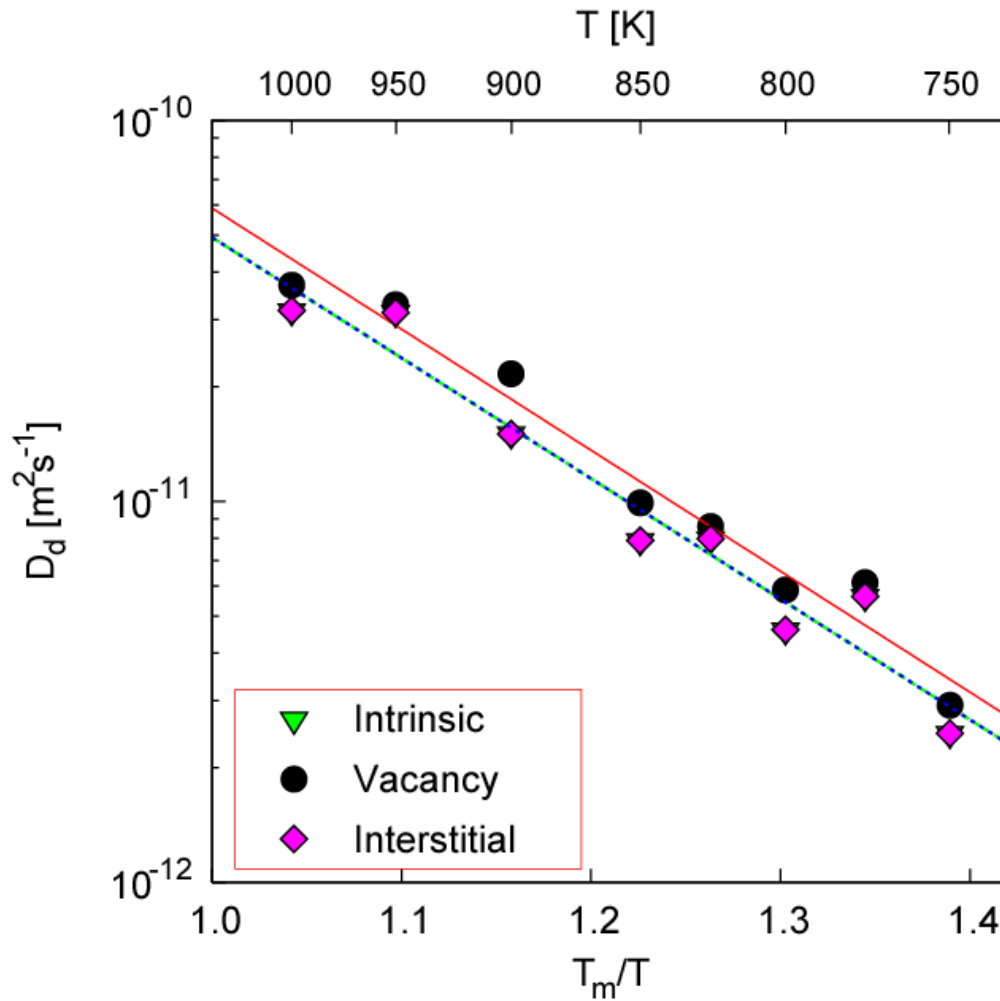 T [K]
1000 950 900 850 800 750
10⁻¹⁰
10⁻¹¹
10⁻¹²
D_d [m²s⁻¹]
Intrinsic
Vacancy
Interstitial
1.0 1.1 1.2 1.3 1.4
T_m/T